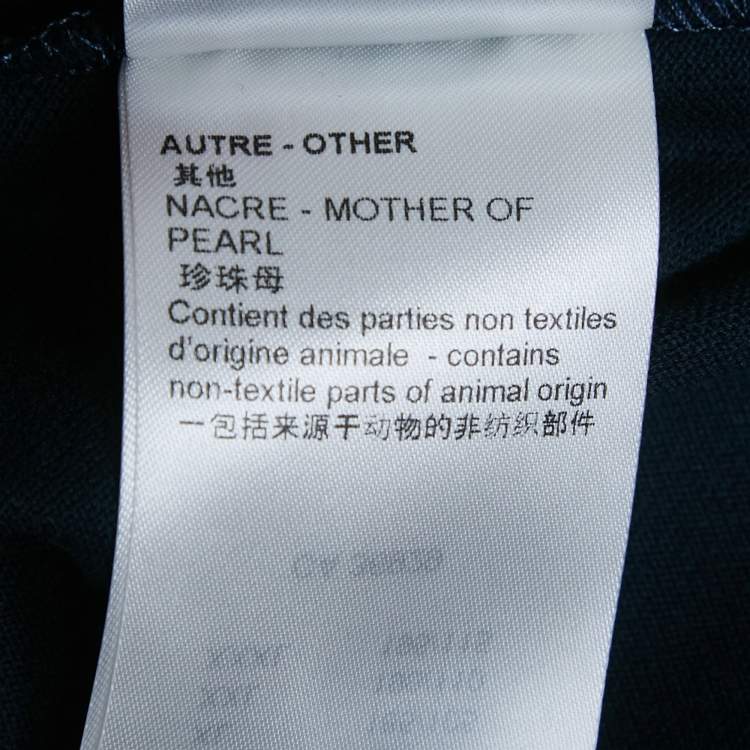 AUTRE - OTHER
其他
NACRE - MOTHER OF
PEARL
珍珠母
Contient des parties non textiles
d'origine animale - contains
non-textile parts of animal origin
一包括来源于动物的非纺织部件